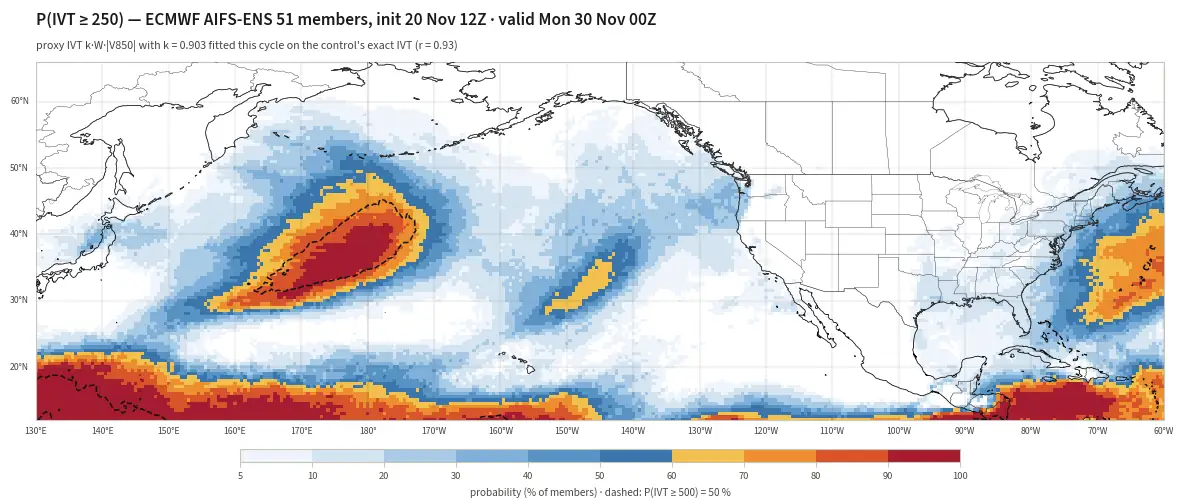 P(IVT ≥ 250) — ECMWF AIFS-ENS 51 members, init 20 Nov 12Z · valid Mon 30 Nov 00Z
proxy IVT k·W·|V850| with k = 0.903 fitted this cycle on the control's exact IVT (r = 0.93)
60°N
50°N
40°N
30°N
20°N
130°E 140°E 150°E 160°E 170°E 180° 170°W 160°W 150°W 140°W 130°W 120°W 110°W 100°W 90°W 80°W 70°W 60°W
5 10 20 30 40 50 60 70 80 90 100
probability (% of members) · dashed: P(IVT ≥ 500) = 50 %